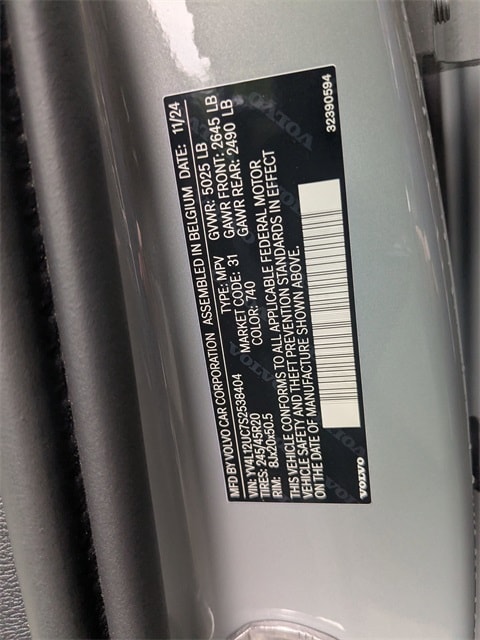 MFD BY VOLVO CAR CORPORATION ASSEMBLED IN BELGIUM DATE: 11/24
VIN: YV4L12UC7S2538404 TYPE: MPV GVWR: 5025 LB
TIRES: 245/45R20 MARKET CODE: 31 GAWR FRONT: 2645 LB
RIM: 8Jx20x50.5 COLOR: 740 GAWR REAR: 2490 LB
THIS VEHICLE CONFORMS TO ALL APPLICABLE FEDERAL MOTOR
VEHICLE SAFETY AND THEFT PREVENTION STANDARDS IN EFFECT
ON THE DATE OF MANUFACTURE SHOWN ABOVE.
VOLVO 32390594